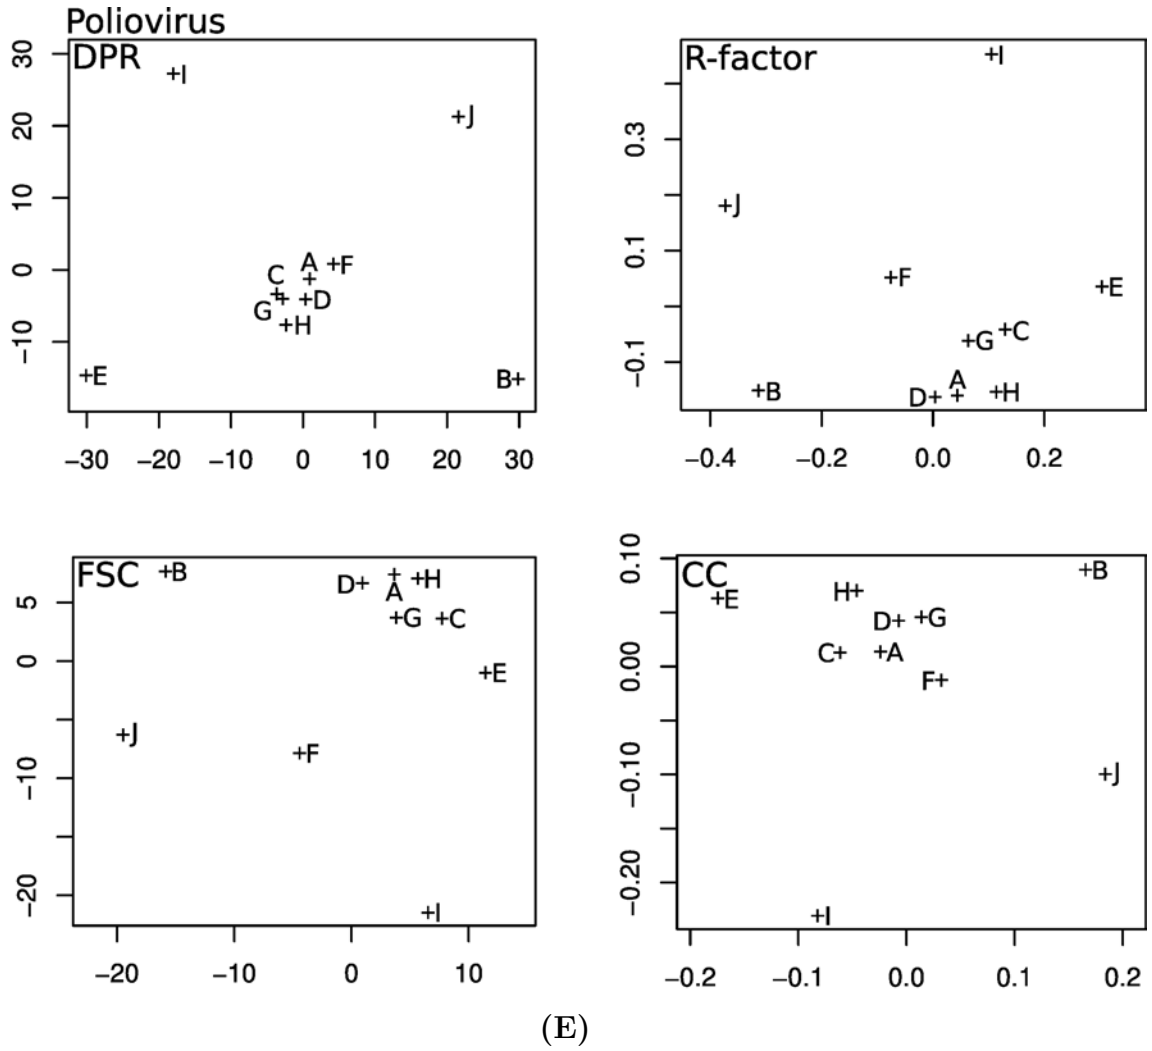 Poliovirus
DPR
30
20
10
0
−10
−30 −20 −10 0 10 20 30
I
J
A
F
C
G
D
H
E
B
R-factor
0.3
0.1
−0.1
−0.4 −0.2 0.0 0.2
I
J
F
E
C
G
A
B
D
H
FSC
5
0
−10
−20
−20 −10 0 10
B
D
A
H
G
C
E
J
F
I
CC
0.10
0.00
−0.10
−0.20
−0.2 −0.1 0.0 0.1 0.2
B
E
H
D
G
C
A
F
J
I
(E)